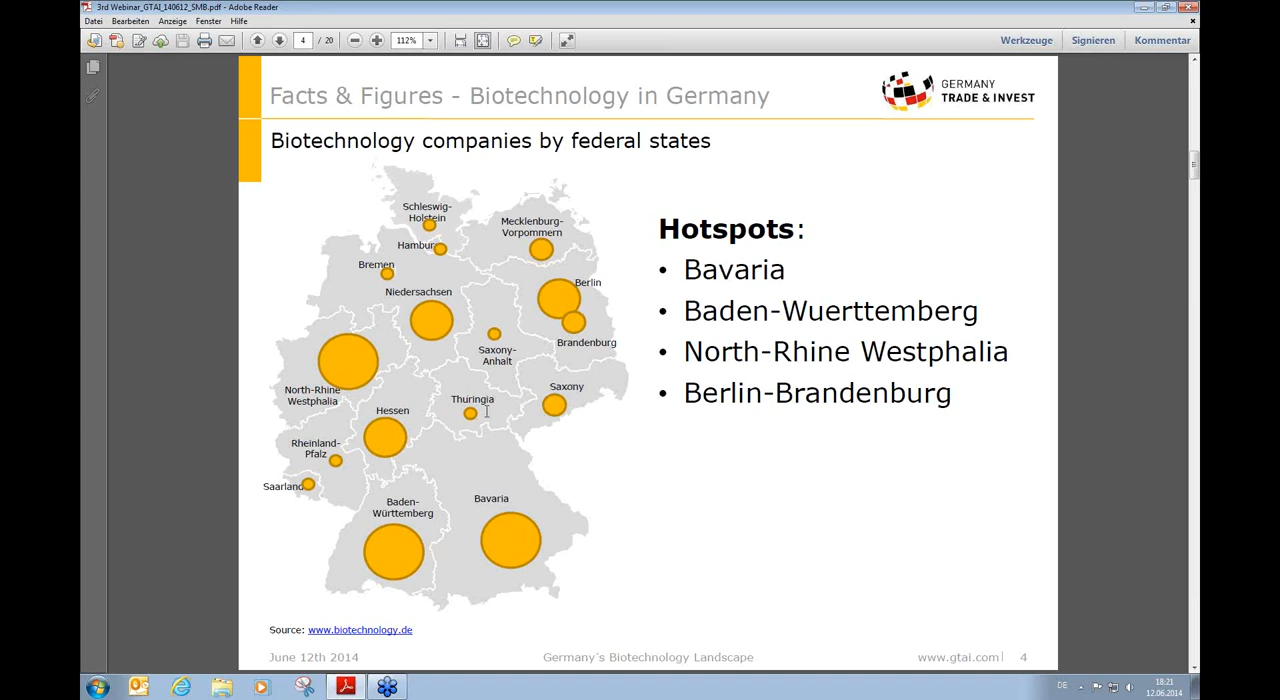 3rd Webinar_GTAI_140612_SMB.pdf - Adobe Reader
Datei Bearbeiten Anzeige Fenster Hilfe
4 / 20 112% Werkzeuge Signieren Kommentar
Facts & Figures - Biotechnology in Germany
GERMANY
TRADE & INVEST
Biotechnology companies by federal states
Schleswig-
Holstein
Mecklenburg-
Vorpommern
Hamburg
Bremen
Berlin
Niedersachsen
Brandenburg
Saxony-
Anhalt
North-Rhine
Westphalia
Saxony
Thuringia
Hessen
Rheinland-
Pfalz
Saarland
Baden-
Württemberg
Bavaria
Hotspots:
• Bavaria
• Baden-Wuerttemberg
• North-Rhine Westphalia
• Berlin-Brandenburg
Source: www.biotechnology.de
June 12th 2014 Germany´s Biotechnology Landscape www.gtai.com 4
DE 18:21
12.06.2014